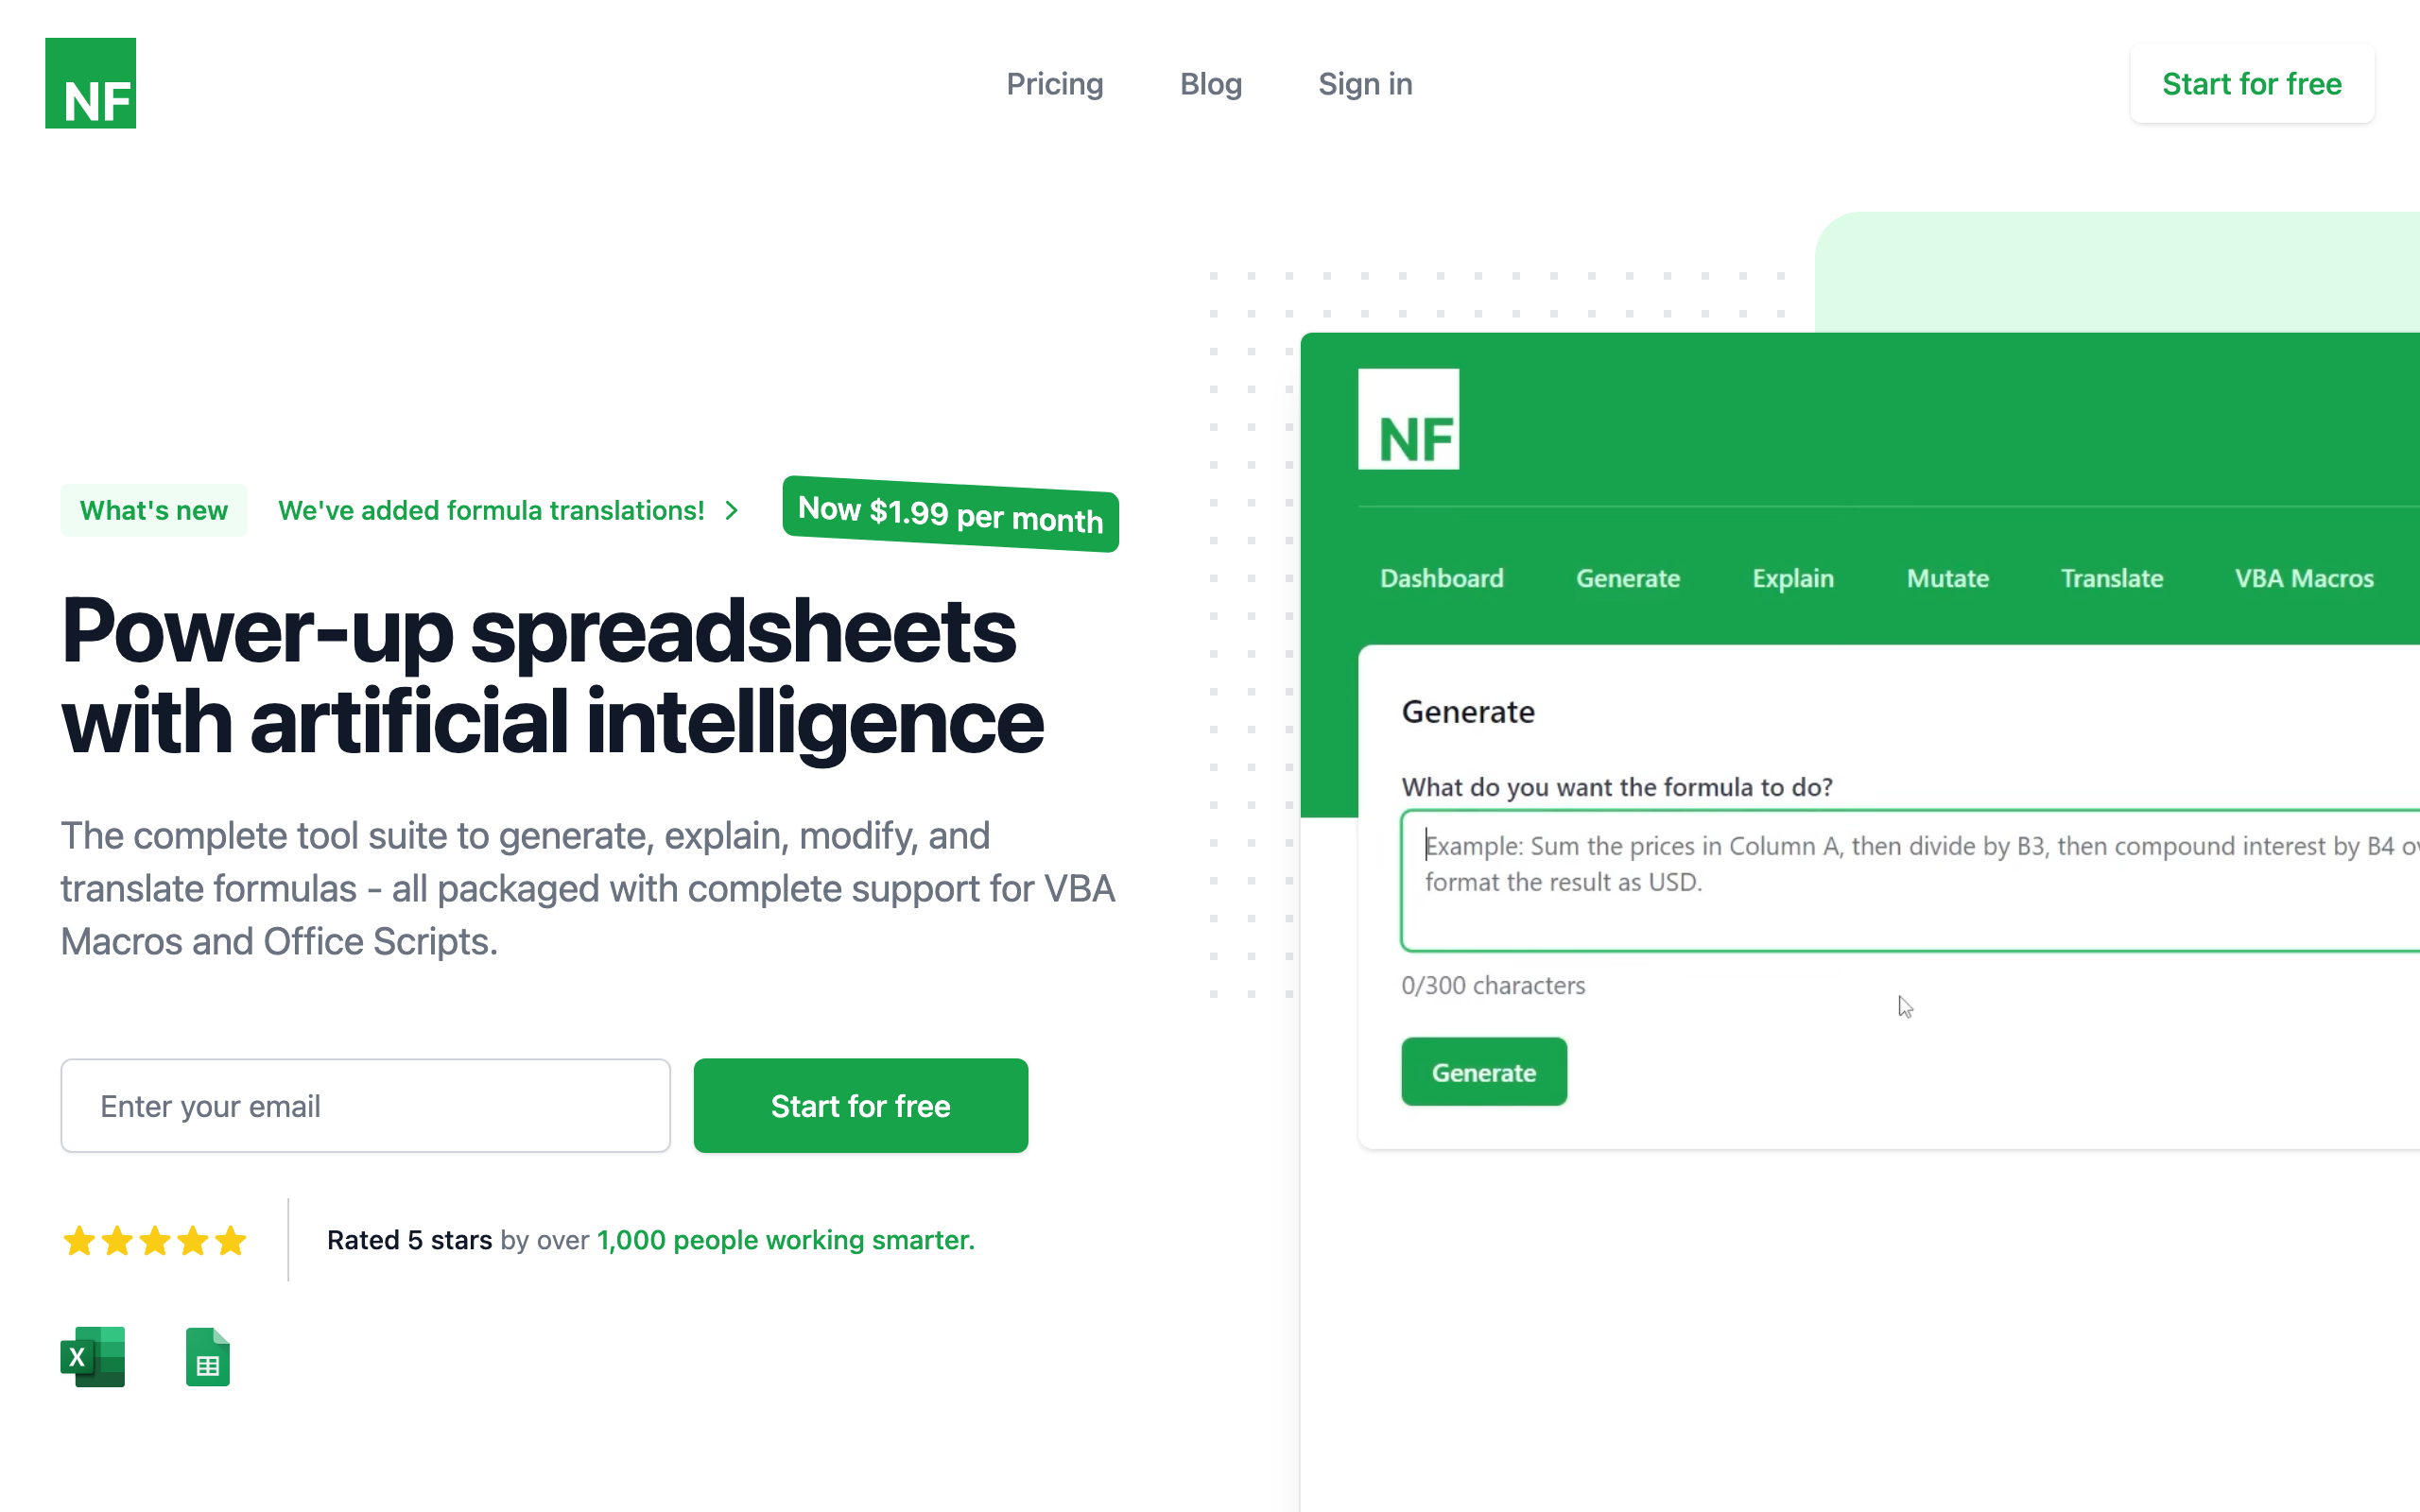 NF
Pricing
Blog
Sign in
Start for free
What's new
We've added formula translations!
Now $1.99 per month
Power-up spreadsheets
with artificial intelligence
The complete tool suite to generate, explain, modify, and
translate formulas - all packaged with complete support for VBA
Macros and Office Scripts.
Enter your email
Start for free
Rated 5 stars by over 1,000 people working smarter.
X
NF
Dashboard
Generate
Explain
Mutate
Translate
VBA Macros
Generate
What do you want the formula to do?
Example: Sum the prices in Column A, then divide by B3, then compound interest by B4
format the result as USD.
0/300 characters
Generate